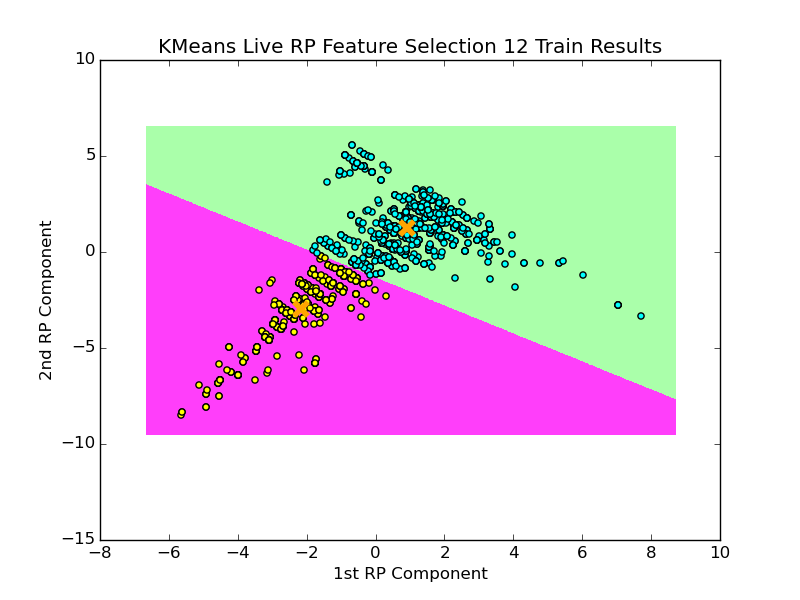 KMeans Live RP Feature Selection 12 Train Results
10
5
0
−5
−10
−15
2nd RP Component
−8 −6 −4 −2 0 2 4 6 8 10
1st RP Component